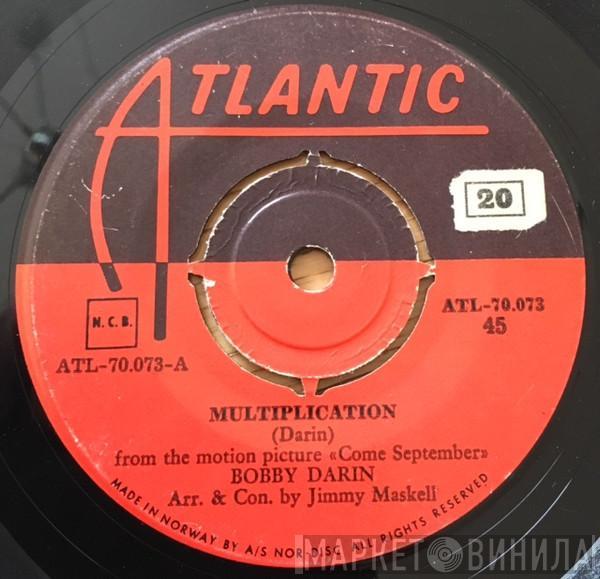 ATLANTIC
20
N.C.B.
ATL-70.073-A
ATL-70.073
45
MULTIPLICATION
(Darin)
from the motion picture «Come September»
BOBBY DARIN
Arr. & Con. by Jimmy Maskell
MADE IN NORWAY BY A/S NOR-DISC ALL RIGHTS RESERVED
МАРКЕТ ВИНИЛА